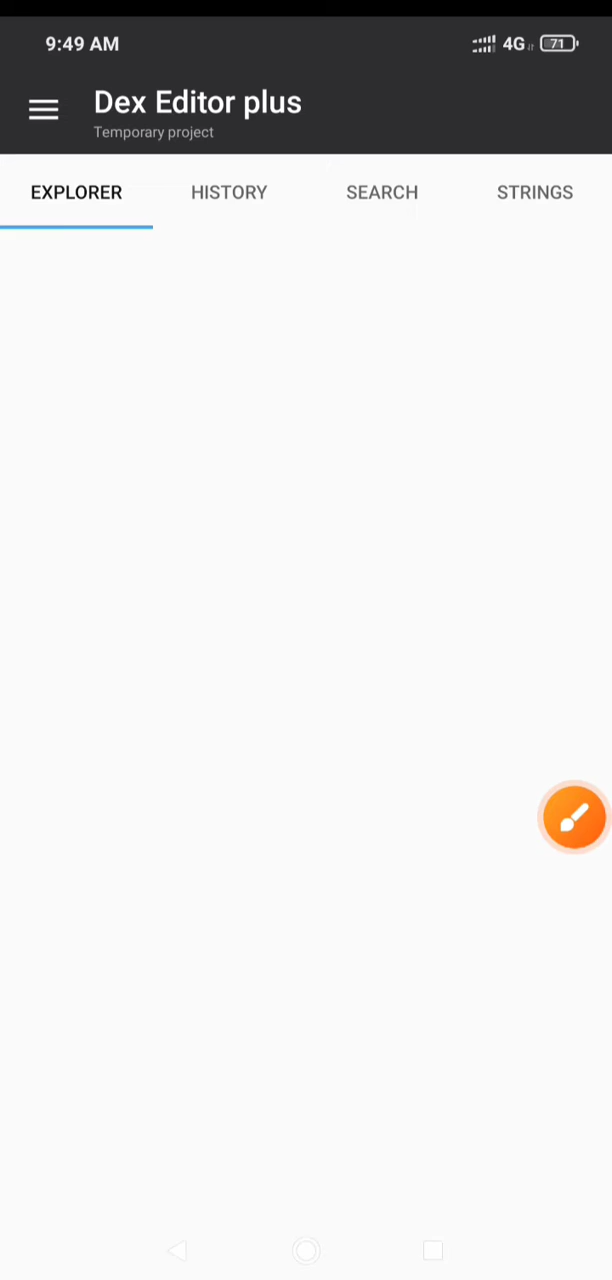 9:49 AM
4G
71
Dex Editor plus
Temporary project
EXPLORER
HISTORY
SEARCH
STRINGS